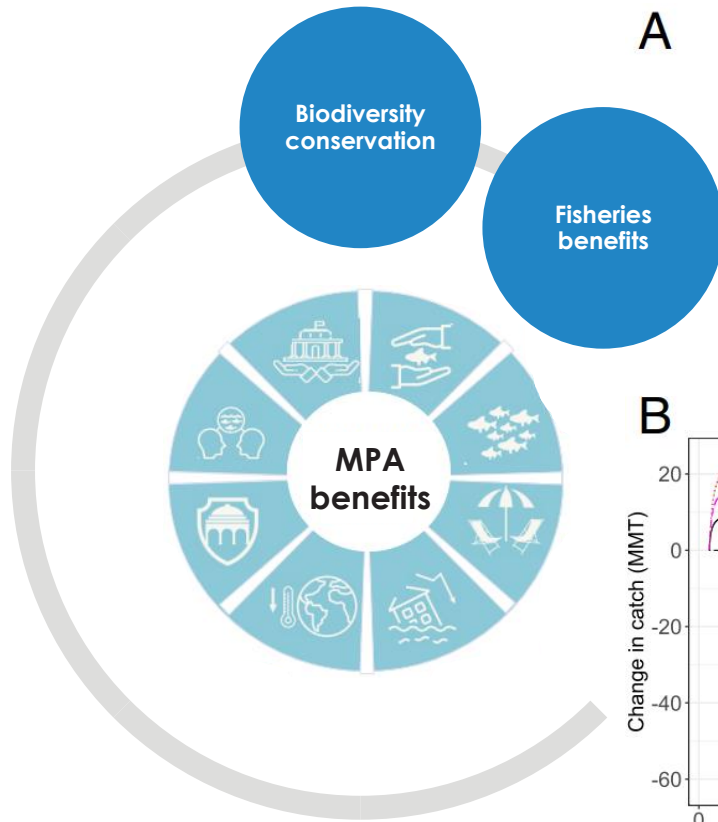 A
Biodiversity
conservation
Fisheries
benefits
MPA
benefits
B
Change in catch (MMT)
20
0
-20
-40
-60
0